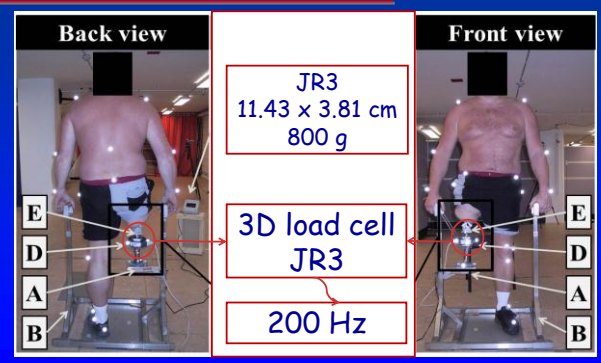 Back view
Front view
JR3
11.43 x 3.81 cm
800 g
3D load cell
JR3
200 Hz
E
D
A
B
E
D
A
B